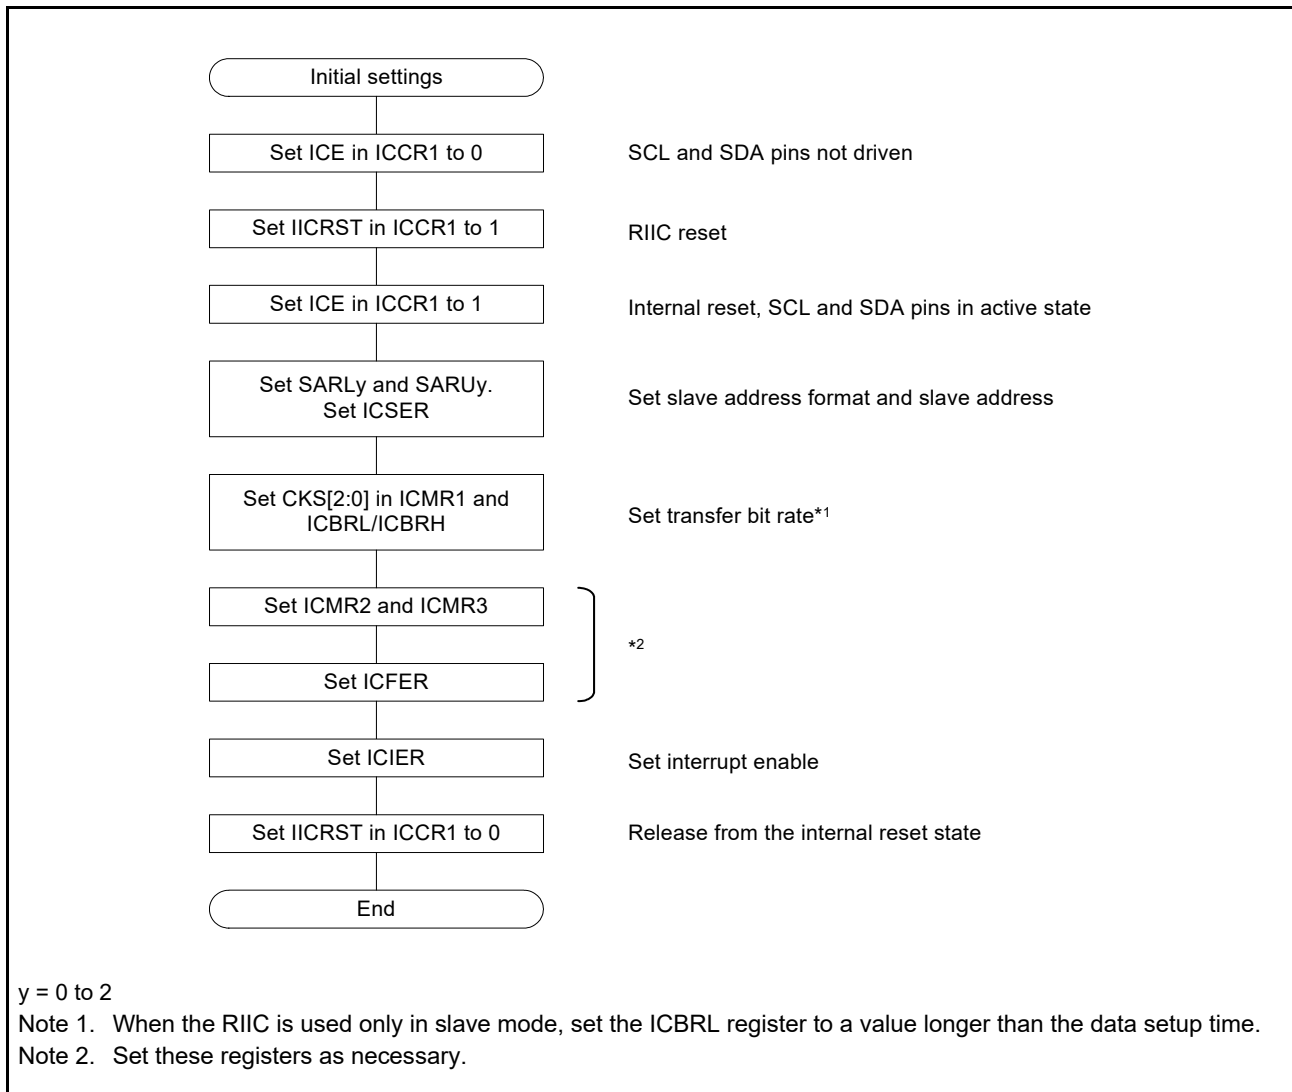 Initial settings
Set ICE in ICCR1 to 0
SCL and SDA pins not driven
Set IICRST in ICCR1 to 1
RIIC reset
Set ICE in ICCR1 to 1
Internal reset, SCL and SDA pins in active state
Set SARLy and SARUy.
Set ICSER
Set slave address format and slave address
Set CKS[2:0] in ICMR1 and
ICBRL/ICBRH
Set transfer bit rate*1
Set ICMR2 and ICMR3
*2
Set ICFER
Set ICIER
Set interrupt enable
Set IICRST in ICCR1 to 0
Release from the internal reset state
End
y = 0 to 2
Note 1. When the RIIC is used only in slave mode, set the ICBRL register to a value longer than the data setup time.
Note 2. Set these registers as necessary.